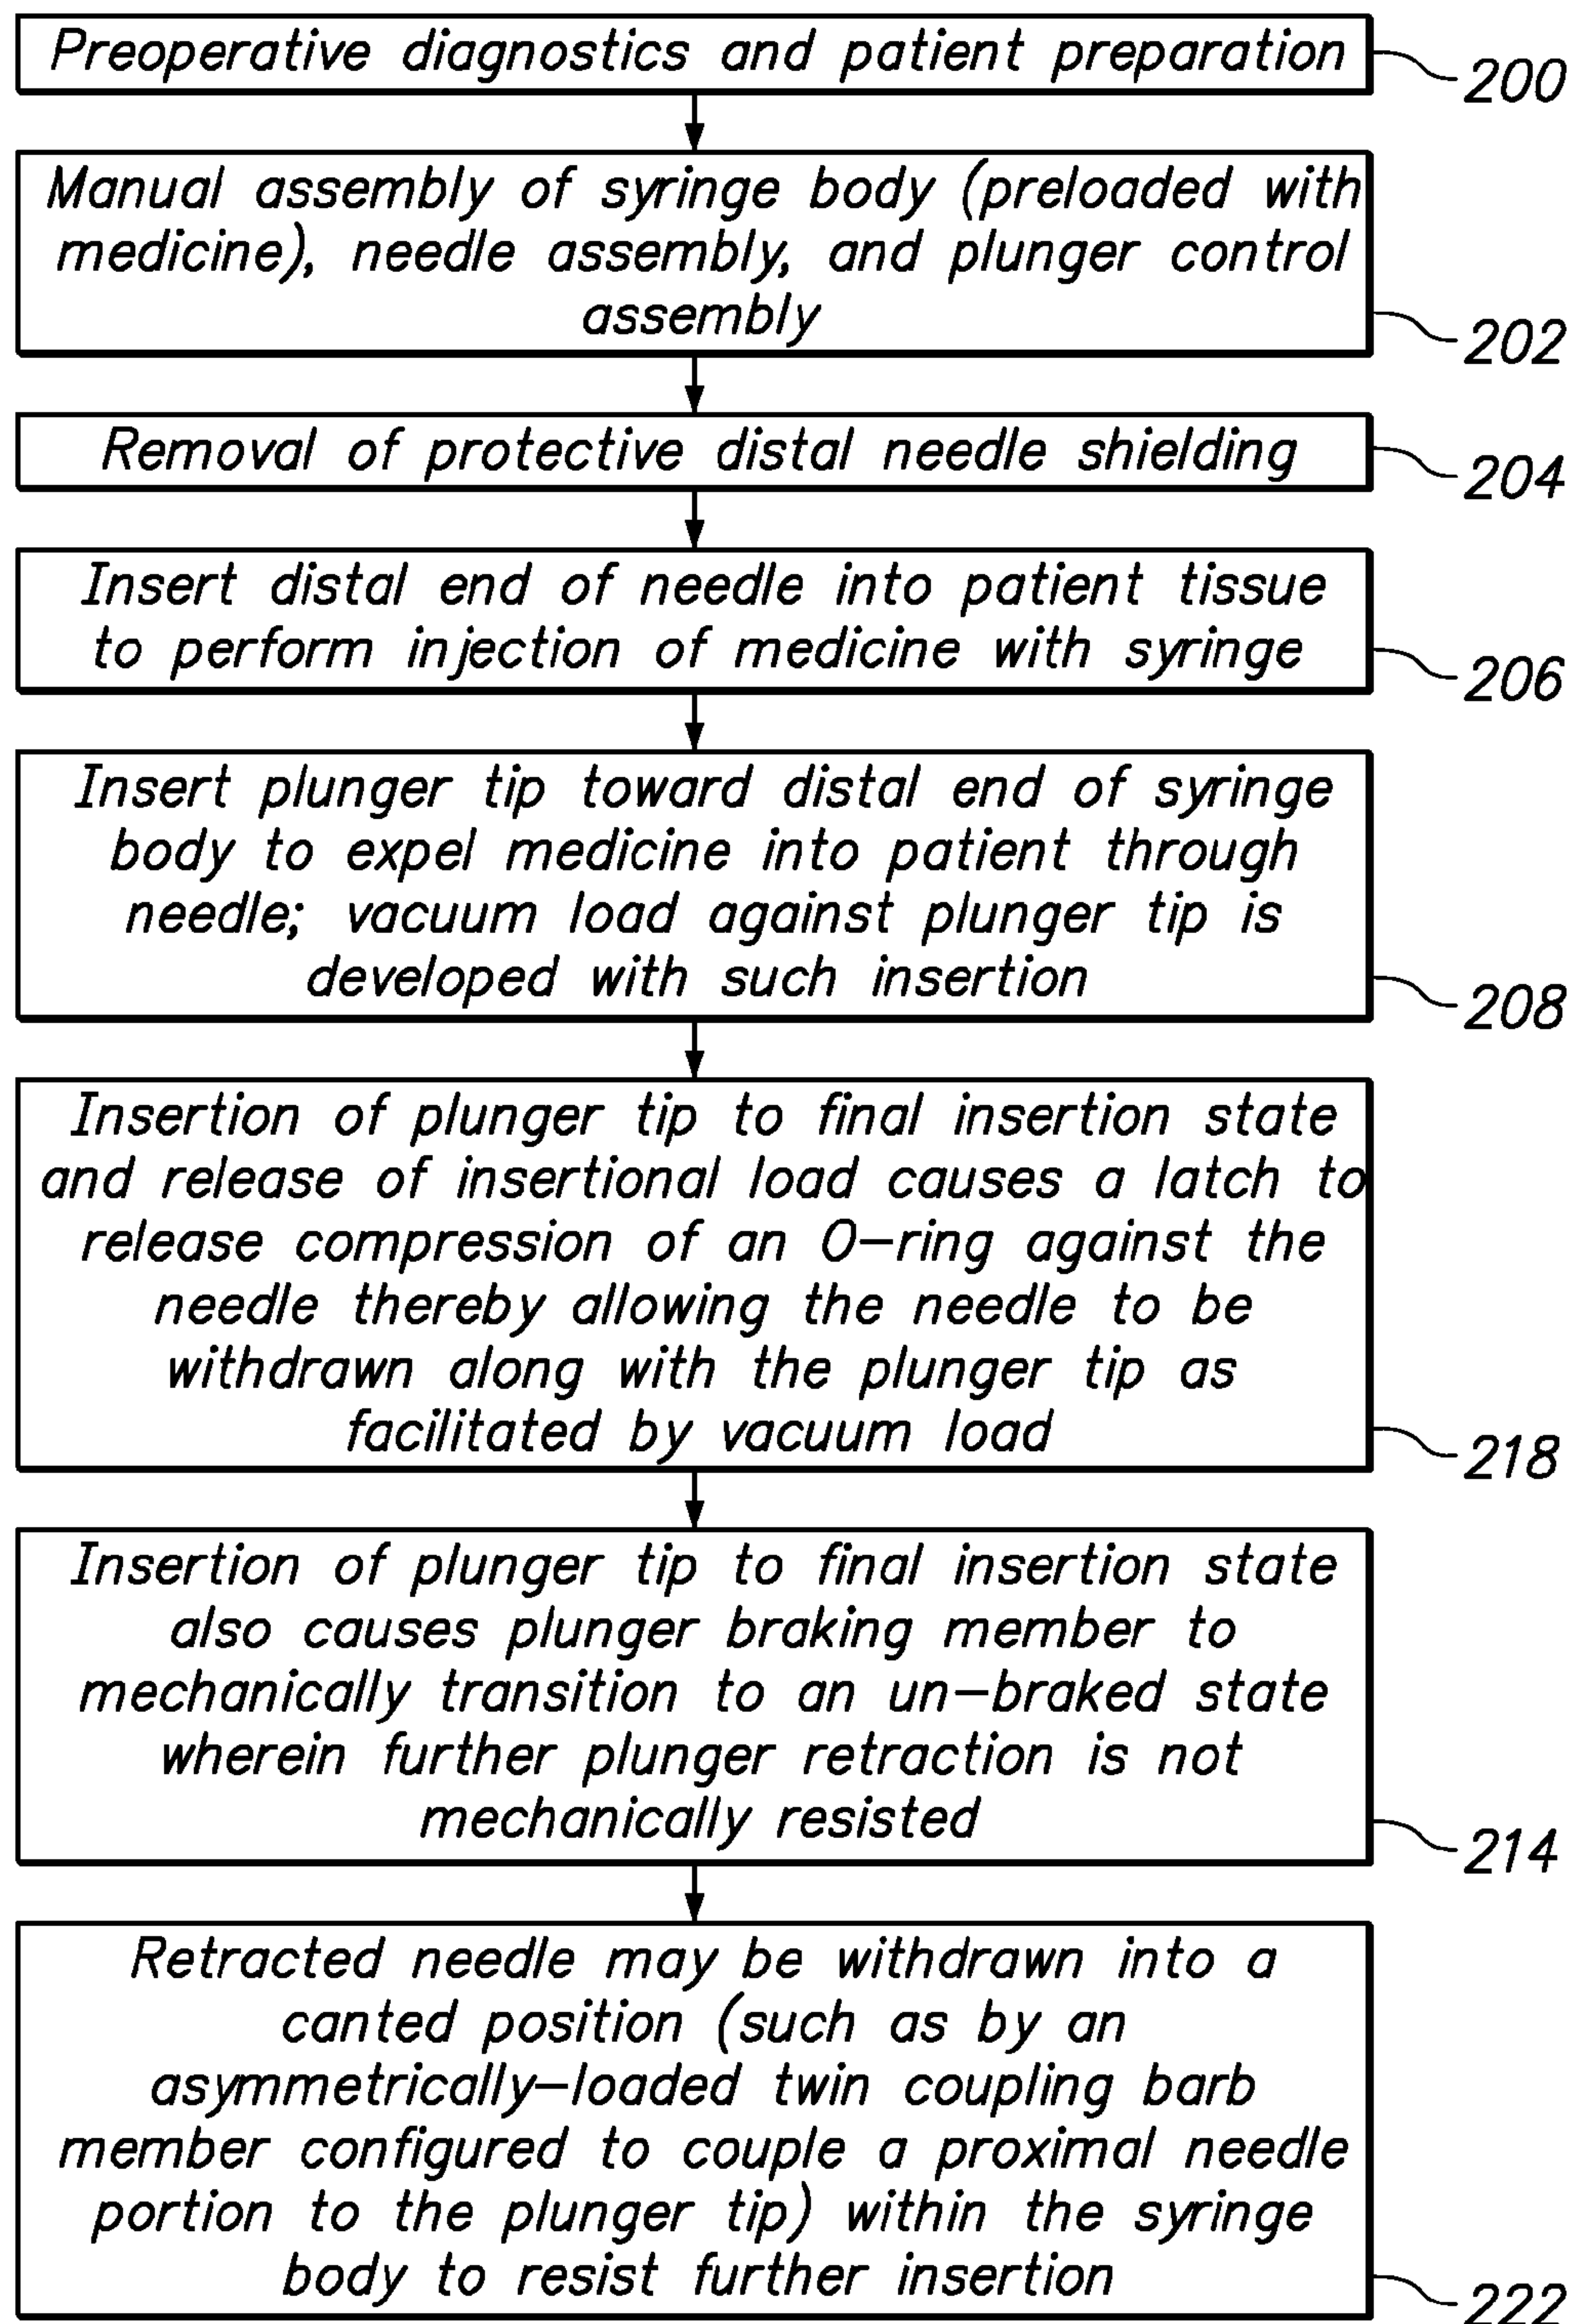 Preoperative diagnostics and patient preparation
200
Manual assembly of syringe body (preloaded with
medicine), needle assembly, and plunger control
assembly
202
Removal of protective distal needle shielding
204
Insert distal end of needle into patient tissue
to perform injection of medicine with syringe
206
Insert plunger tip toward distal end of syringe
body to expel medicine into patient through
needle; vacuum load against plunger tip is
developed with such insertion
208
Insertion of plunger tip to final insertion state
and release of insertional load causes a latch to
release compression of an O-ring against the
needle thereby allowing the needle to be
withdrawn along with the plunger tip as
facilitated by vacuum load
218
Insertion of plunger tip to final insertion state
also causes plunger braking member to
mechanically transition to an un-braked state
wherein further plunger retraction is not
mechanically resisted
214
Retracted needle may be withdrawn into a
canted position (such as by an
asymmetrically-loaded twin coupling barb
member configured to couple a proximal needle
portion to the plunger tip) within the syringe
body to resist further insertion
222